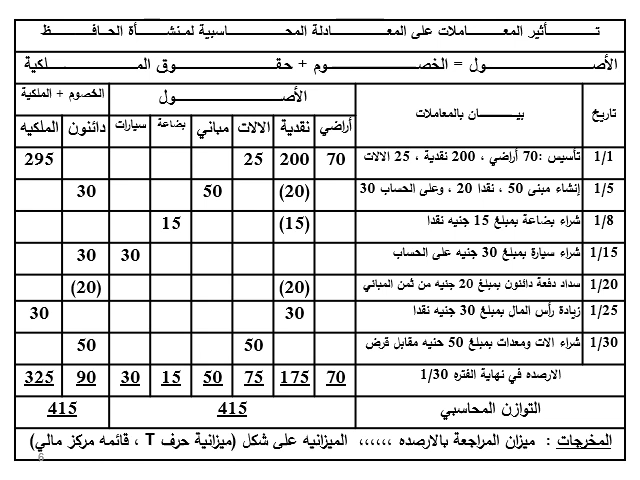 تأثير المعاملات على المعادلة المحاسبية لمنشأة الحافظ
الأصول = الخصوم + حقوق الملكية
تاريخ بيان بالمعاملات الأصول الخصوم + الملكية
أراضي نقدية الالات مباني بضاعة سيارات دائنون الملكيه
1/1 تأسيس :70 أراضي ، 200 نقدية ، 25 الالات 70 200 25 295
1/5 إنشاء مبنى 50 ، نقدا 20 ، وعلى الحساب 30 (20) 50 30
1/8 شراء بضاعة بمبلغ 15 جنيه نقدا (15) 15
1/15 شراء سيارة بمبلغ 30 جنيه على الحساب 30 30
1/20 سداد دفعة دائنون بمبلغ 20 جنيه من ثمن المباني (20) (20)
1/25 زيادة رأس المال بمبلغ 30 جنيه نقدا 30 30
1/30 شراء الات ومعدات بمبلغ 50 جنيه مقابل قرض 50 50
الارصده في نهاية الفتره 1/30 70 175 75 50 15 30 90 325
التوازن المحاسبي 415 415
المخرجات : ميزان المراجعة بالارصده ،،،،،، الميزانيه على شكل (ميزانية حرف T ، قائمه مركز مالي)
6